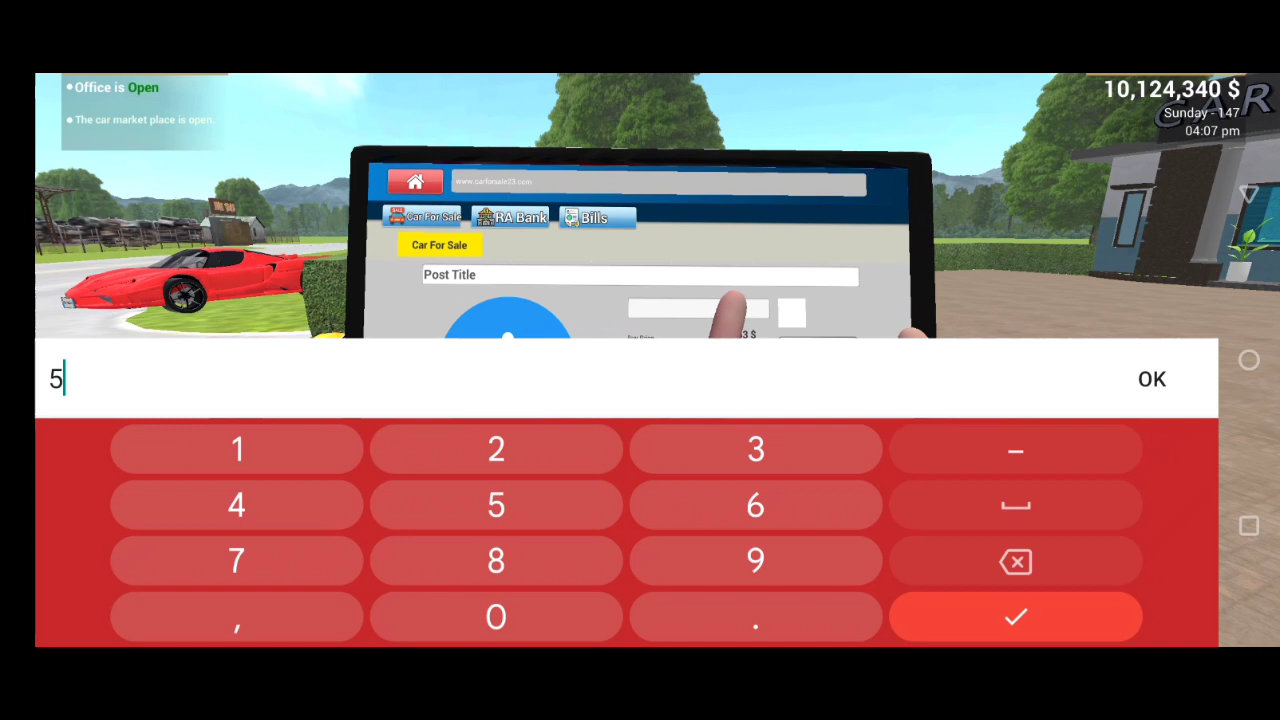 Office is Open
The car market place is open.
10,124,340 $
Sunday - 147
04:07 pm
CAR
www.carforsale23.com
Car For Sale
RA Bank
Bills
Car For Sale
Post Title
3 $
5
OK
1 2 3 –
4 5 6
7 8 9
, 0 .